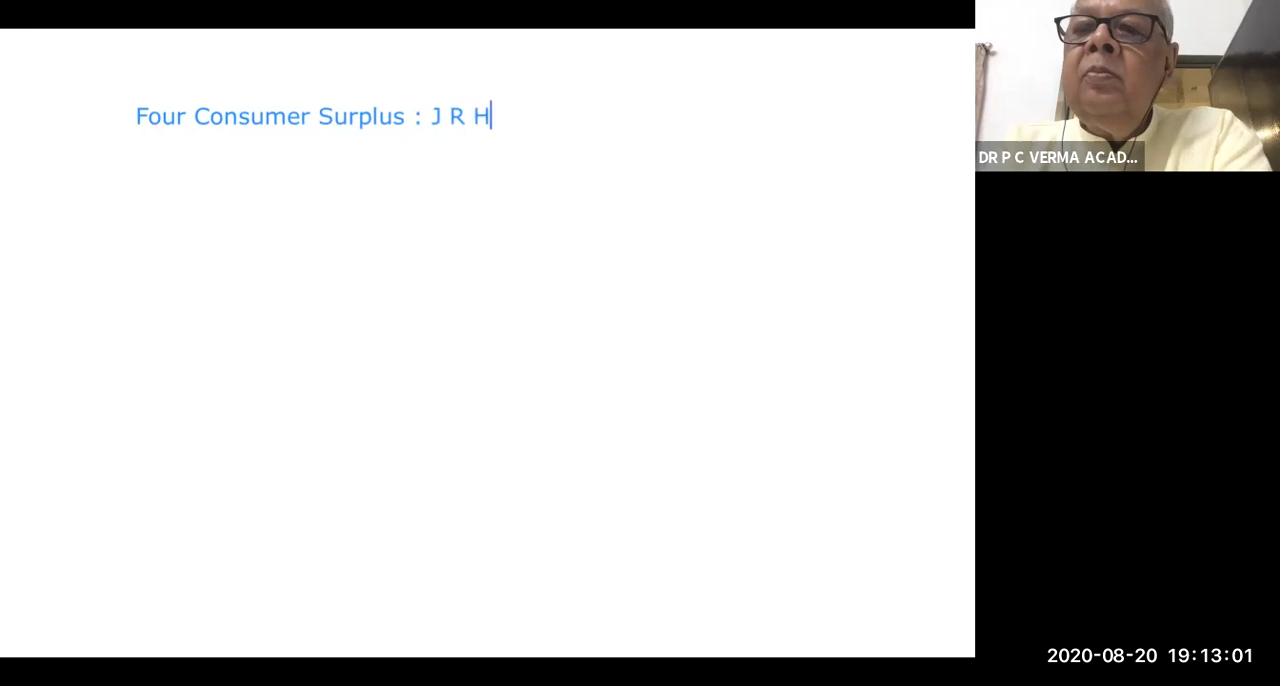 Four Consumer Surplus : J R H
DR P C VERMA ACAD...
2020-08-20 19:13:01